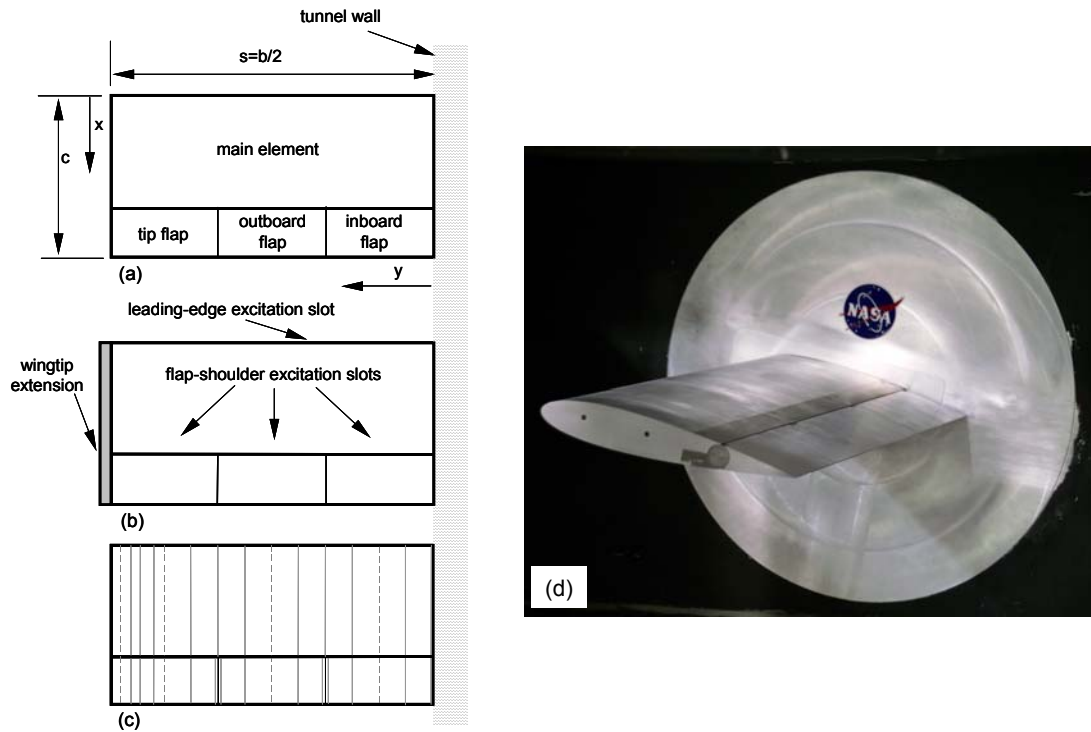 tunnel wall
s=b/2
x
c
main element
tip flap
outboard
flap
inboard
flap
(a)
y
leading-edge excitation slot
wingtip
extension
flap-shoulder excitation slots
(b)
(c)
NASA
(d)